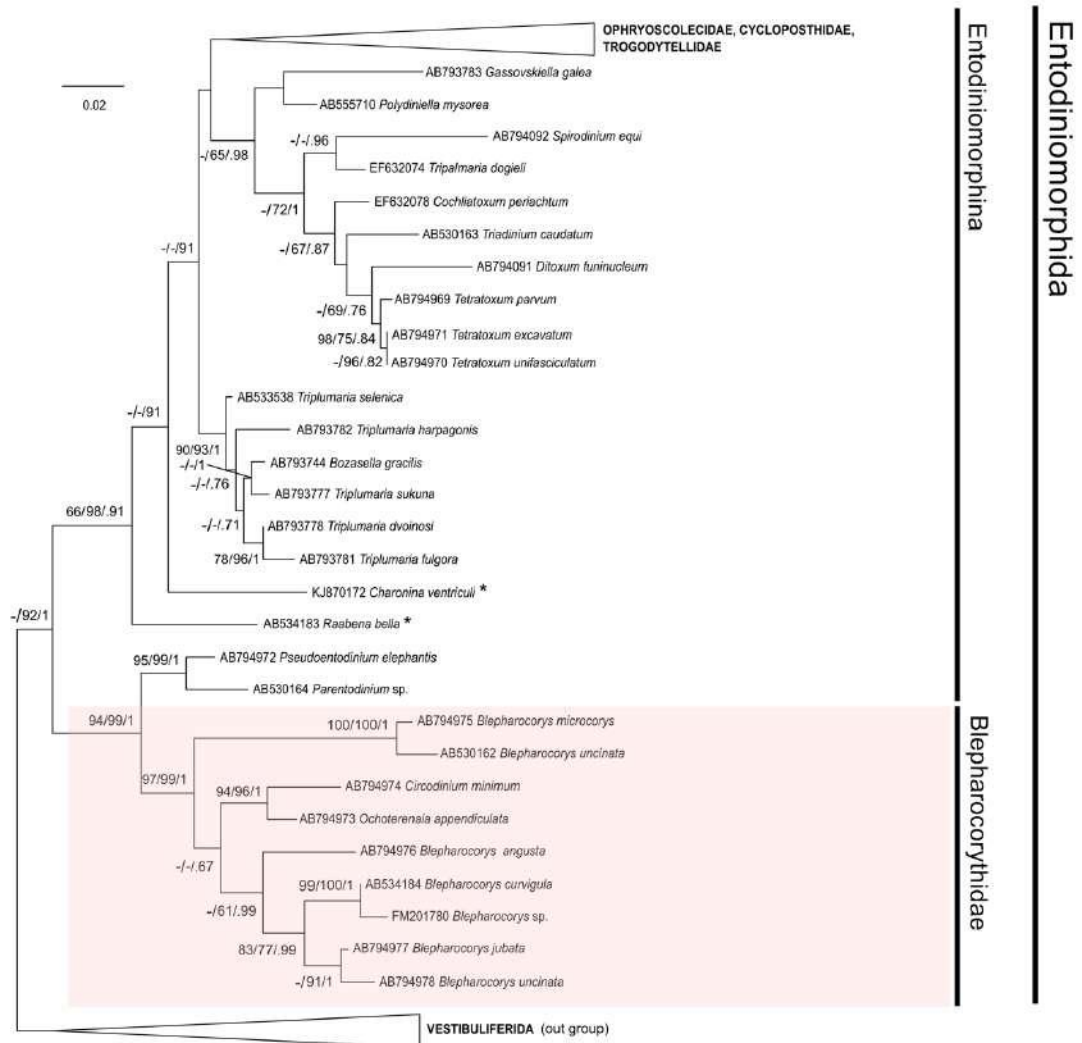 OPHRYOSCOLECIDAE, CYCLOPOSTHIDAE,
TROGODYTELLIDAE
0.02
AB793783 Gassovskiella galea
AB555710 Polydiniella mysorea
-/65/.98
-/-/.96
AB794092 Spirodinium equi
EF632074 Tripalmaria dogieli
-/72/1
EF632078 Cochliatoxum periachtum
-/67/.87
AB530163 Triadinium caudatum
-/-/91
AB794091 Ditoxum funinucleum
-/69/.76
AB794969 Tetratoxum parvum
98/75/.84
AB794971 Tetratoxum excavatum
-/96/.82
AB794970 Tetratoxum unifasciculatum
AB533538 Triplumaria selenica
-/-/91
AB793782 Triplumaria harpagonis
90/93/1
-/-/1
AB793744 Bozasella gracilis
-/-/.76
AB793777 Triplumaria sukuna
66/98/.91
-/-/.71
AB793778 Triplumaria dvoinosi
78/96/1
AB793781 Triplumaria fulgora
KJ870172 Charonina ventriculi *
-/92/1
AB534183 Raabena bella *
95/99/1
AB794972 Pseudoentodinium elephantis
AB530164 Parentodinium sp.
94/99/1
100/100/1
AB794975 Blepharocorys microcorys
AB530162 Blepharocorys uncinata
97/99/1
94/96/1
AB794974 Circodinium minimum
AB794973 Ochoterenaia appendiculata
-/-/.67
AB794976 Blepharocorys angusta
99/100/1
AB534184 Blepharocorys curvigula
-/61/.99
FM201780 Blepharocorys sp.
83/77/.99
AB794977 Blepharocorys jubata
-/91/1
AB794978 Blepharocorys uncinata
VESTIBULIFERIDA (out group)
Entodiniomorphina
Blepharocorythidae
Entodiniomorphida